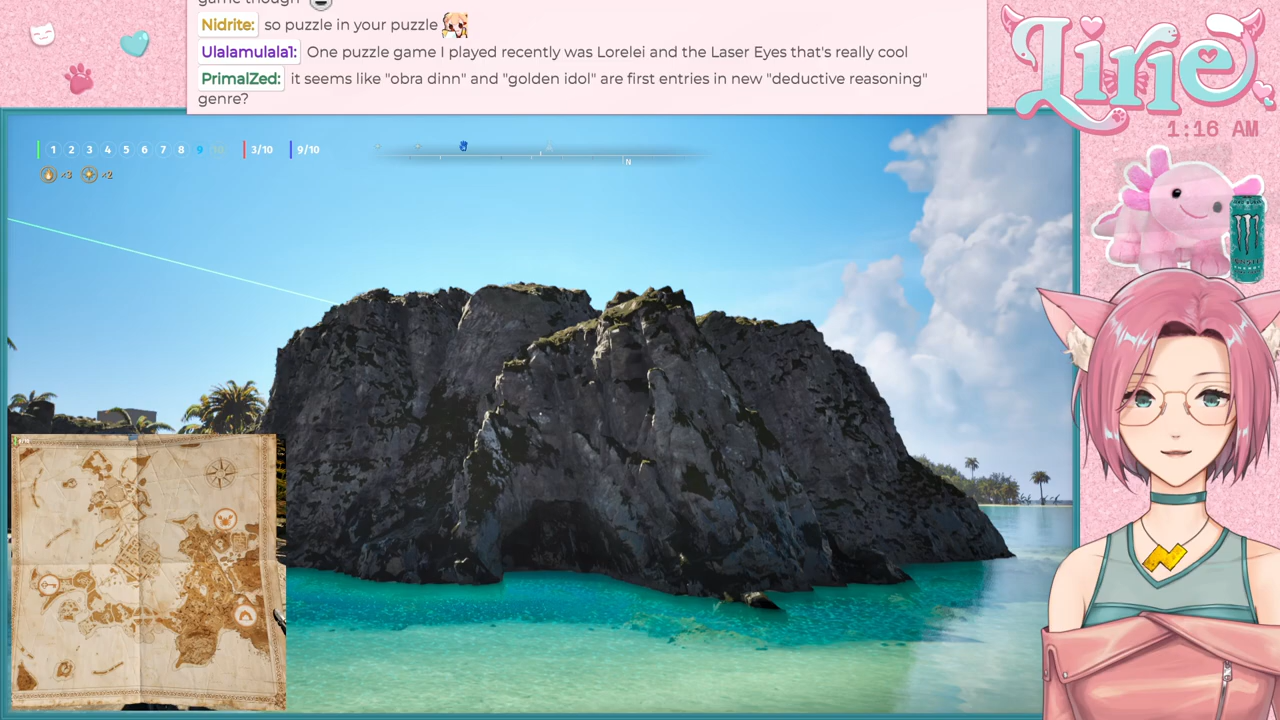 Nidrite: so puzzle in your puzzle
Ulalamulala1: One puzzle game I played recently was Lorelei and the Laser Eyes that's really cool
PrimalZed: it seems like "obra dinn" and "golden idol" are first entries in new "deductive reasoning"
genre?
Lirie
1:16 AM
1 2 3 4 5 6 7 8 9 10 3/10 9/10
×3 ×2
N